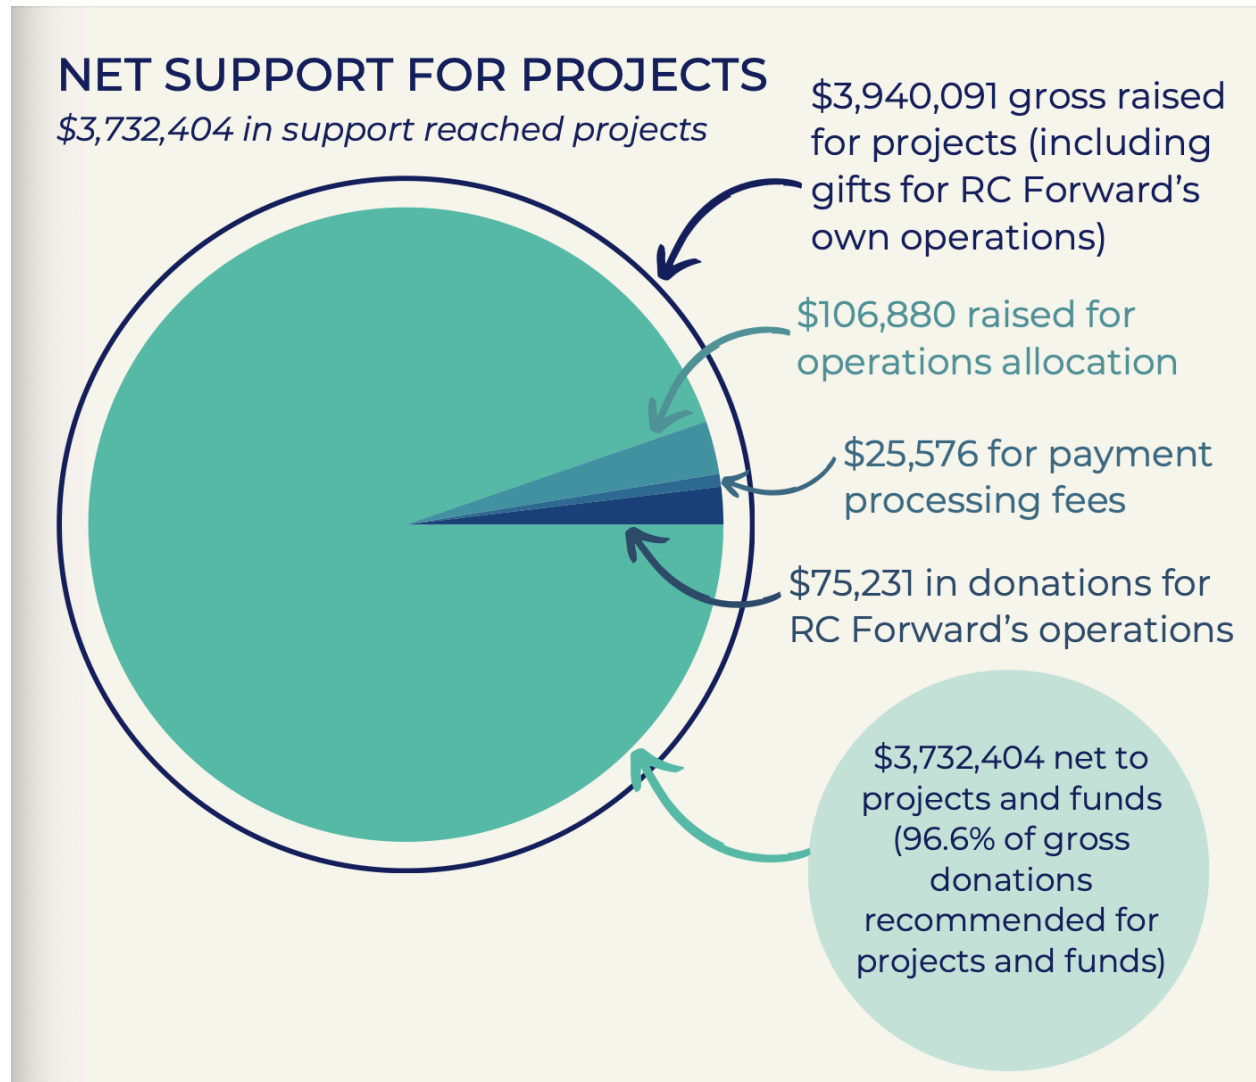 NET SUPPORT FOR PROJECTS
$3,732,404 in support reached projects
$3,940,091 gross raised
for projects (including
gifts for RC Forward's
own operations)
$106,880 raised for
operations allocation
$25,576 for payment
processing fees
$75,231 in donations for
RC Forward's operations
$3,732,404 net to
projects and funds
(96.6% of gross
donations
recommended for
projects and funds)